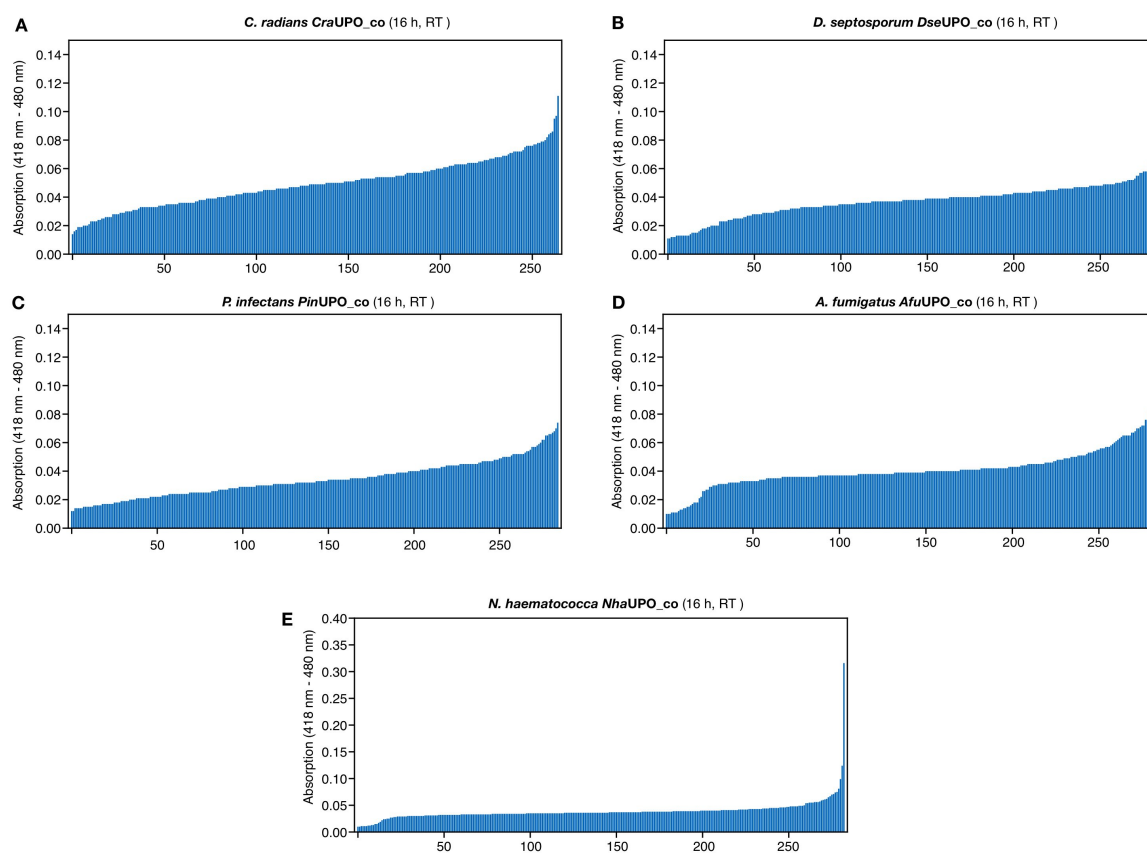 A
C. radians CraUPO_co (16 h, RT )
Absorption (418 nm - 480 nm)
0.14
0.12
0.10
0.08
0.06
0.04
0.02
0.00
50 100 150 200 250
B
D. septosporum DseUPO_co (16 h, RT )
Absorption (418 nm - 480 nm)
0.14
0.12
0.10
0.08
0.06
0.04
0.02
0.00
50 100 150 200 250
C
P. infectans PinUPO_co (16 h, RT )
Absorption (418 nm - 480 nm)
0.14
0.12
0.10
0.08
0.06
0.04
0.02
0.00
50 100 150 200 250
D
A. fumigatus AfuUPO_co (16 h, RT )
Absorption (418 nm - 480 nm)
0.14
0.12
0.10
0.08
0.06
0.04
0.02
0.00
50 100 150 200 250
E
N. haematococca NhaUPO_co (16 h, RT )
Absorption (418 nm - 480 nm)
0.40
0.35
0.30
0.25
0.20
0.15
0.10
0.05
0.00
50 100 150 200 250